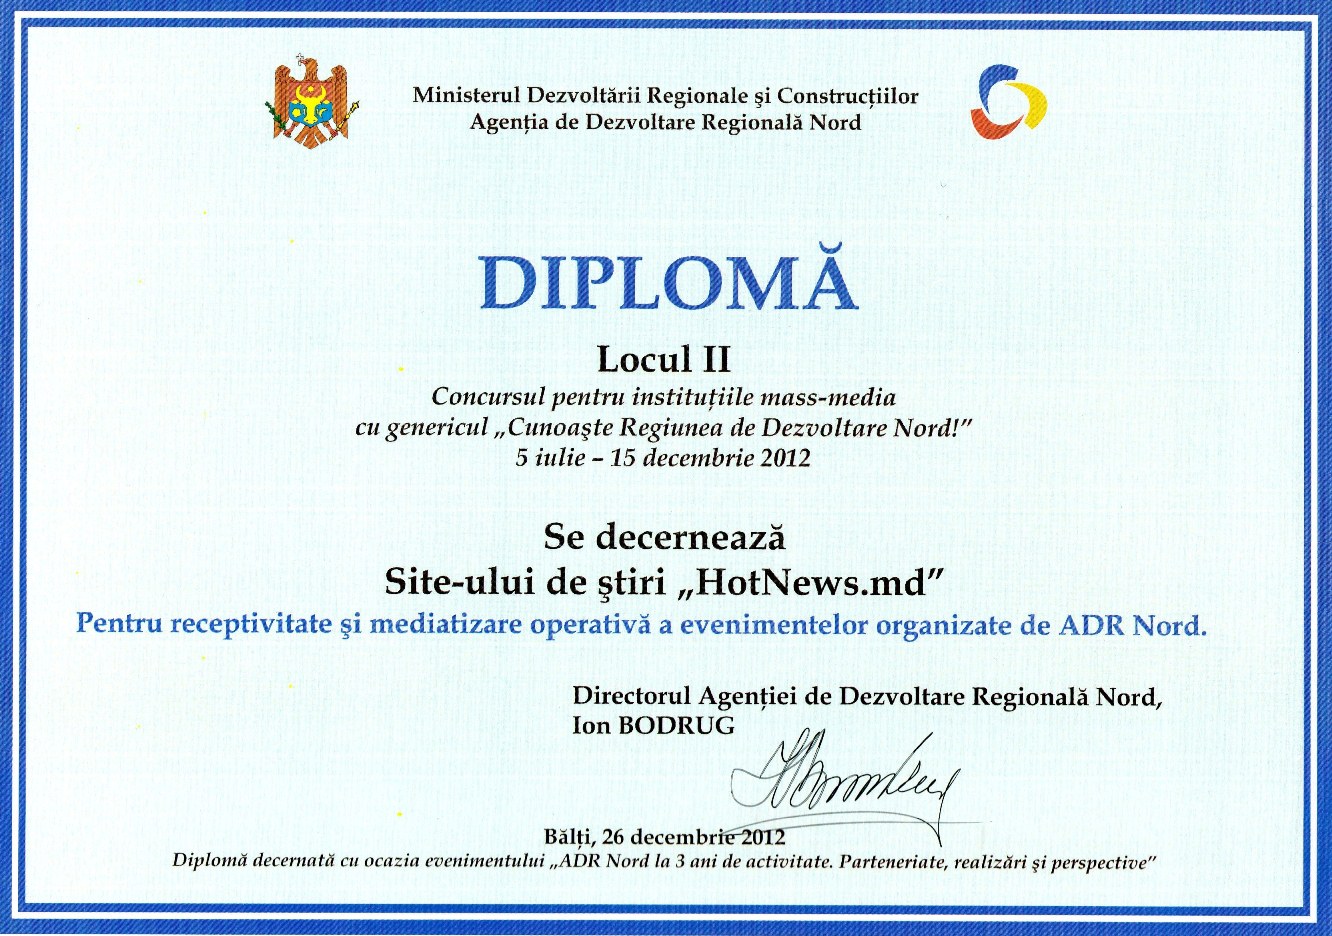 Ministerul Dezvoltării Regionale şi Construcţiilor
Agenţia de Dezvoltare Regională Nord
DIPLOMĂ
Locul II
Concursul pentru instituţiile mass-media
cu genericul „Cunoaşte Regiunea de Dezvoltare Nord!”
5 iulie – 15 decembrie 2012
Se decernează
Site-ului de ştiri „HotNews.md”
Pentru receptivitate şi mediatizare operativă a evenimentelor organizate de ADR Nord.
Directorul Agenţiei de Dezvoltare Regională Nord,
Ion BODRUG
Bălţi, 26 decembrie 2012
Diplomă decernată cu ocazia evenimentului „ADR Nord la 3 ani de activitate. Parteneriate, realizări şi perspective”